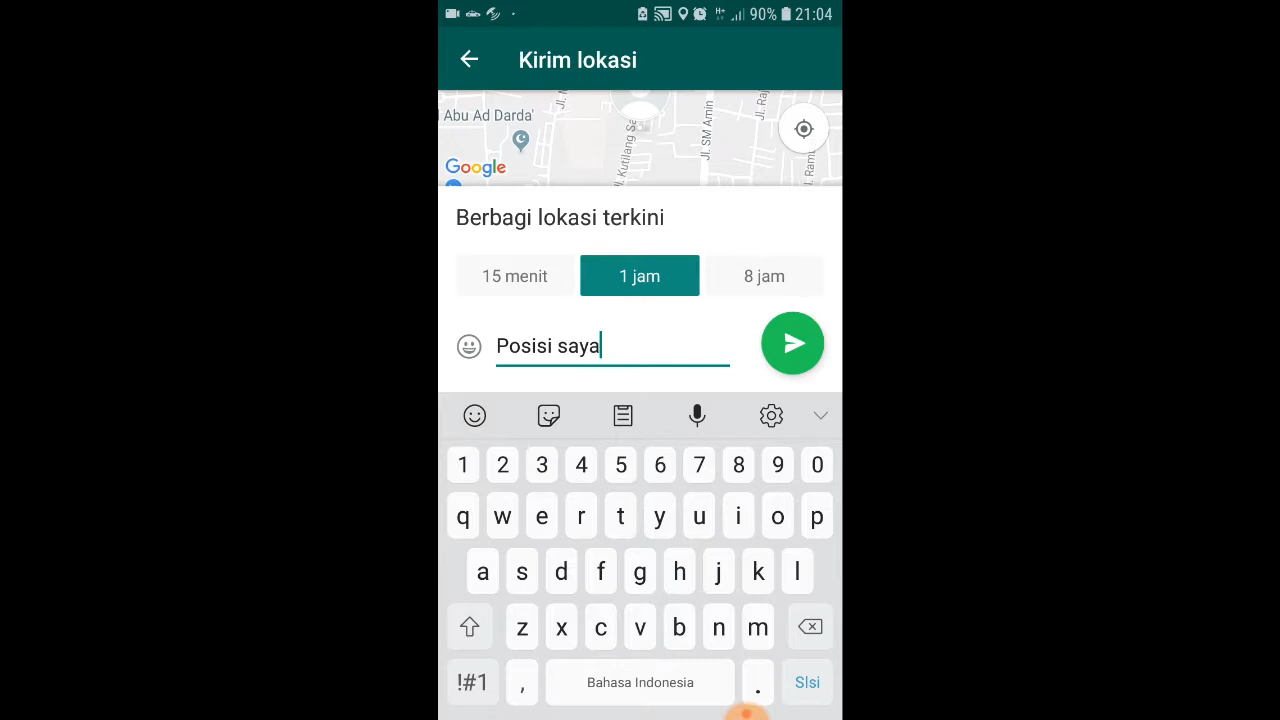 90% 21:04
Kirim lokasi
Abu Ad Darda'
Jl. SM Amin
Google
Berbagi lokasi terkini
15 menit 1 jam 8 jam
Posisi saya
1 2 3 4 5 6 7 8 9 0
q w e r t y u i o p
a s d f g h j k l
z x c v b n m
!#1 , Bahasa Indonesia . Slsi